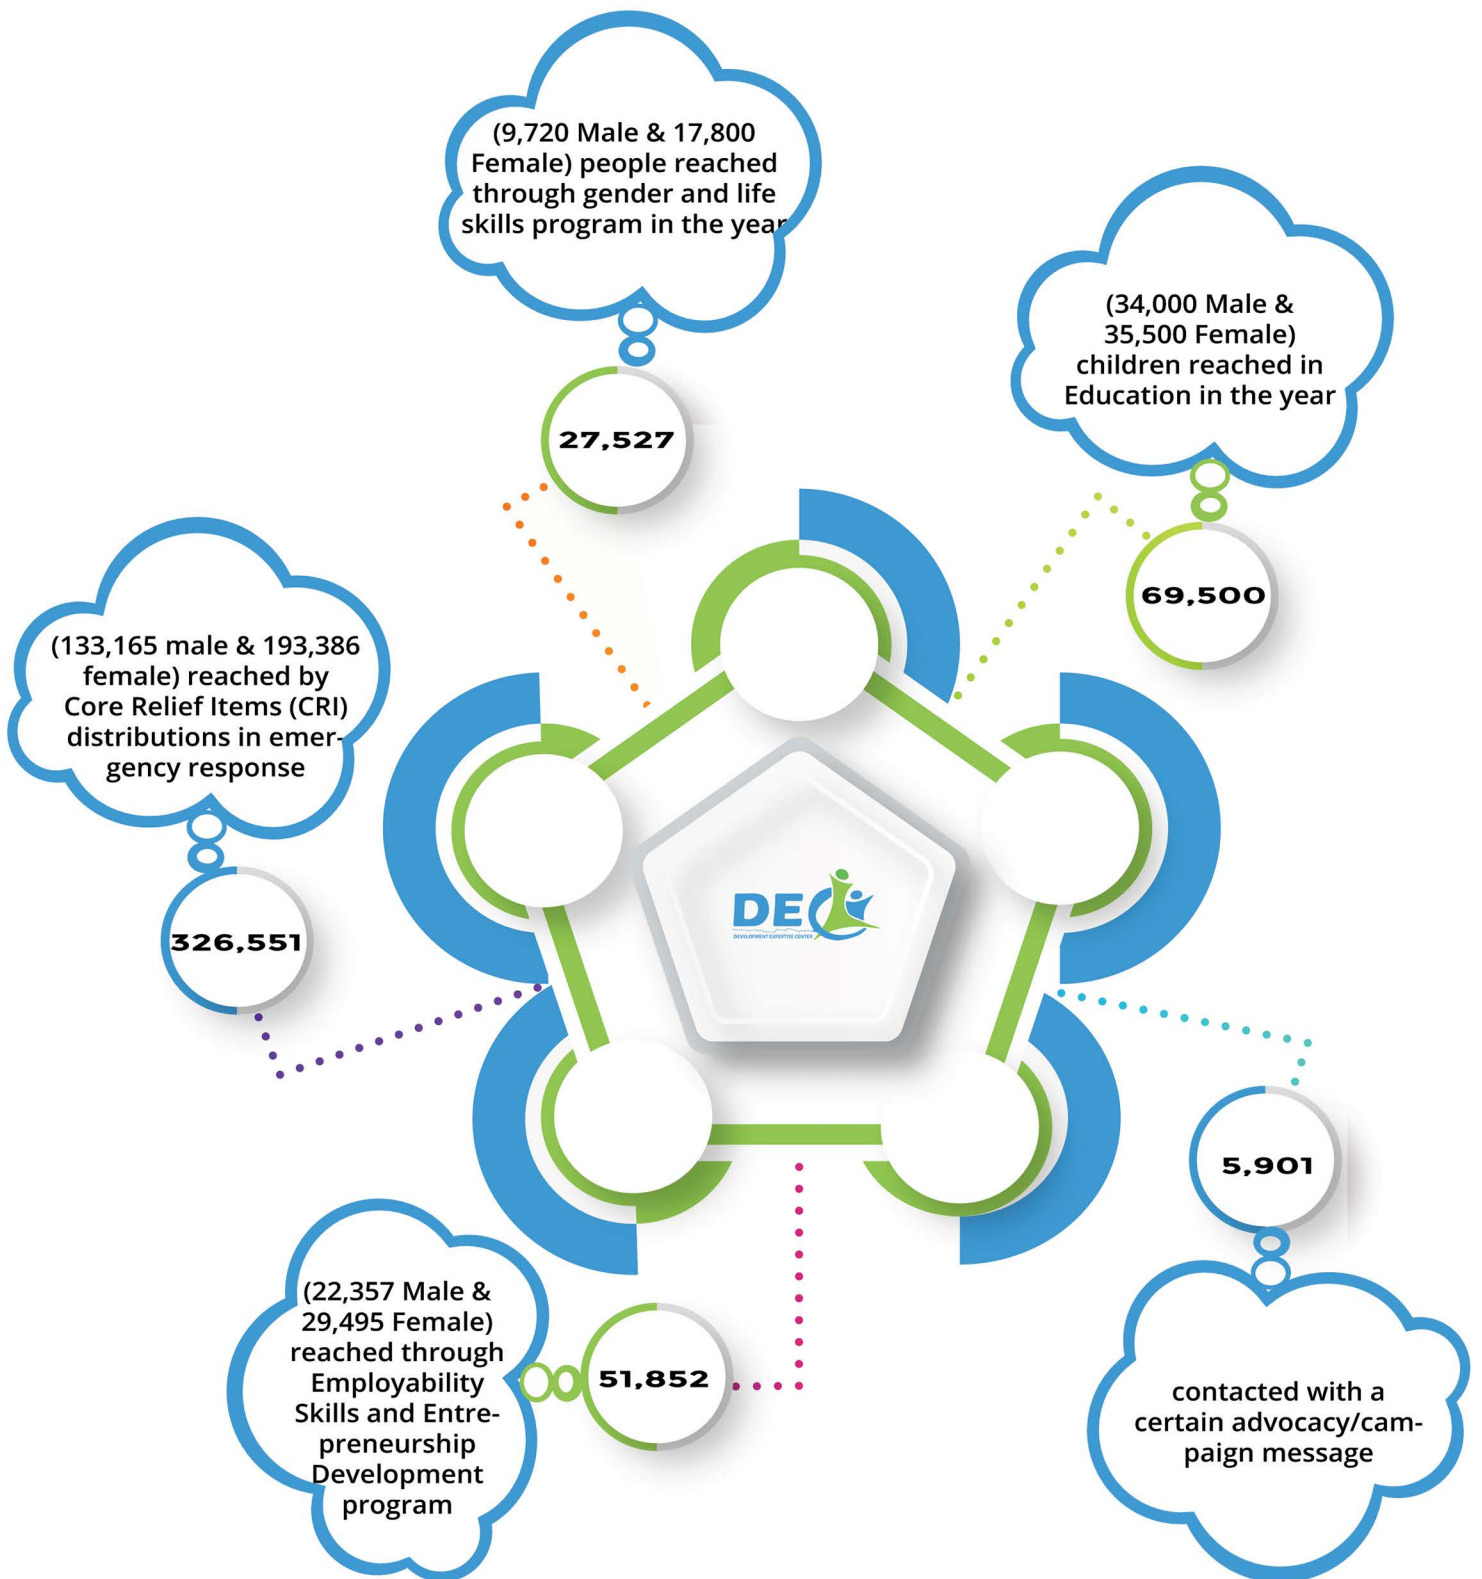 (9,720 Male & 17,800
Female) people reached
through gender and life
skills program in the year
27,527
(34,000 Male &
35,500 Female)
children reached in
Education in the year
69,500
(133,165 male & 193,386
female) reached by
Core Relief Items (CRI)
distributions in emer-
gency response
326,551
DEC
DEVELOPMENT EXPERTISE CENTER
5,901
contacted with a
certain advocacy/cam-
paign message
(22,357 Male &
29,495 Female)
reached through
Employability
Skills and Entre-
preneurship
Development
program
51,852